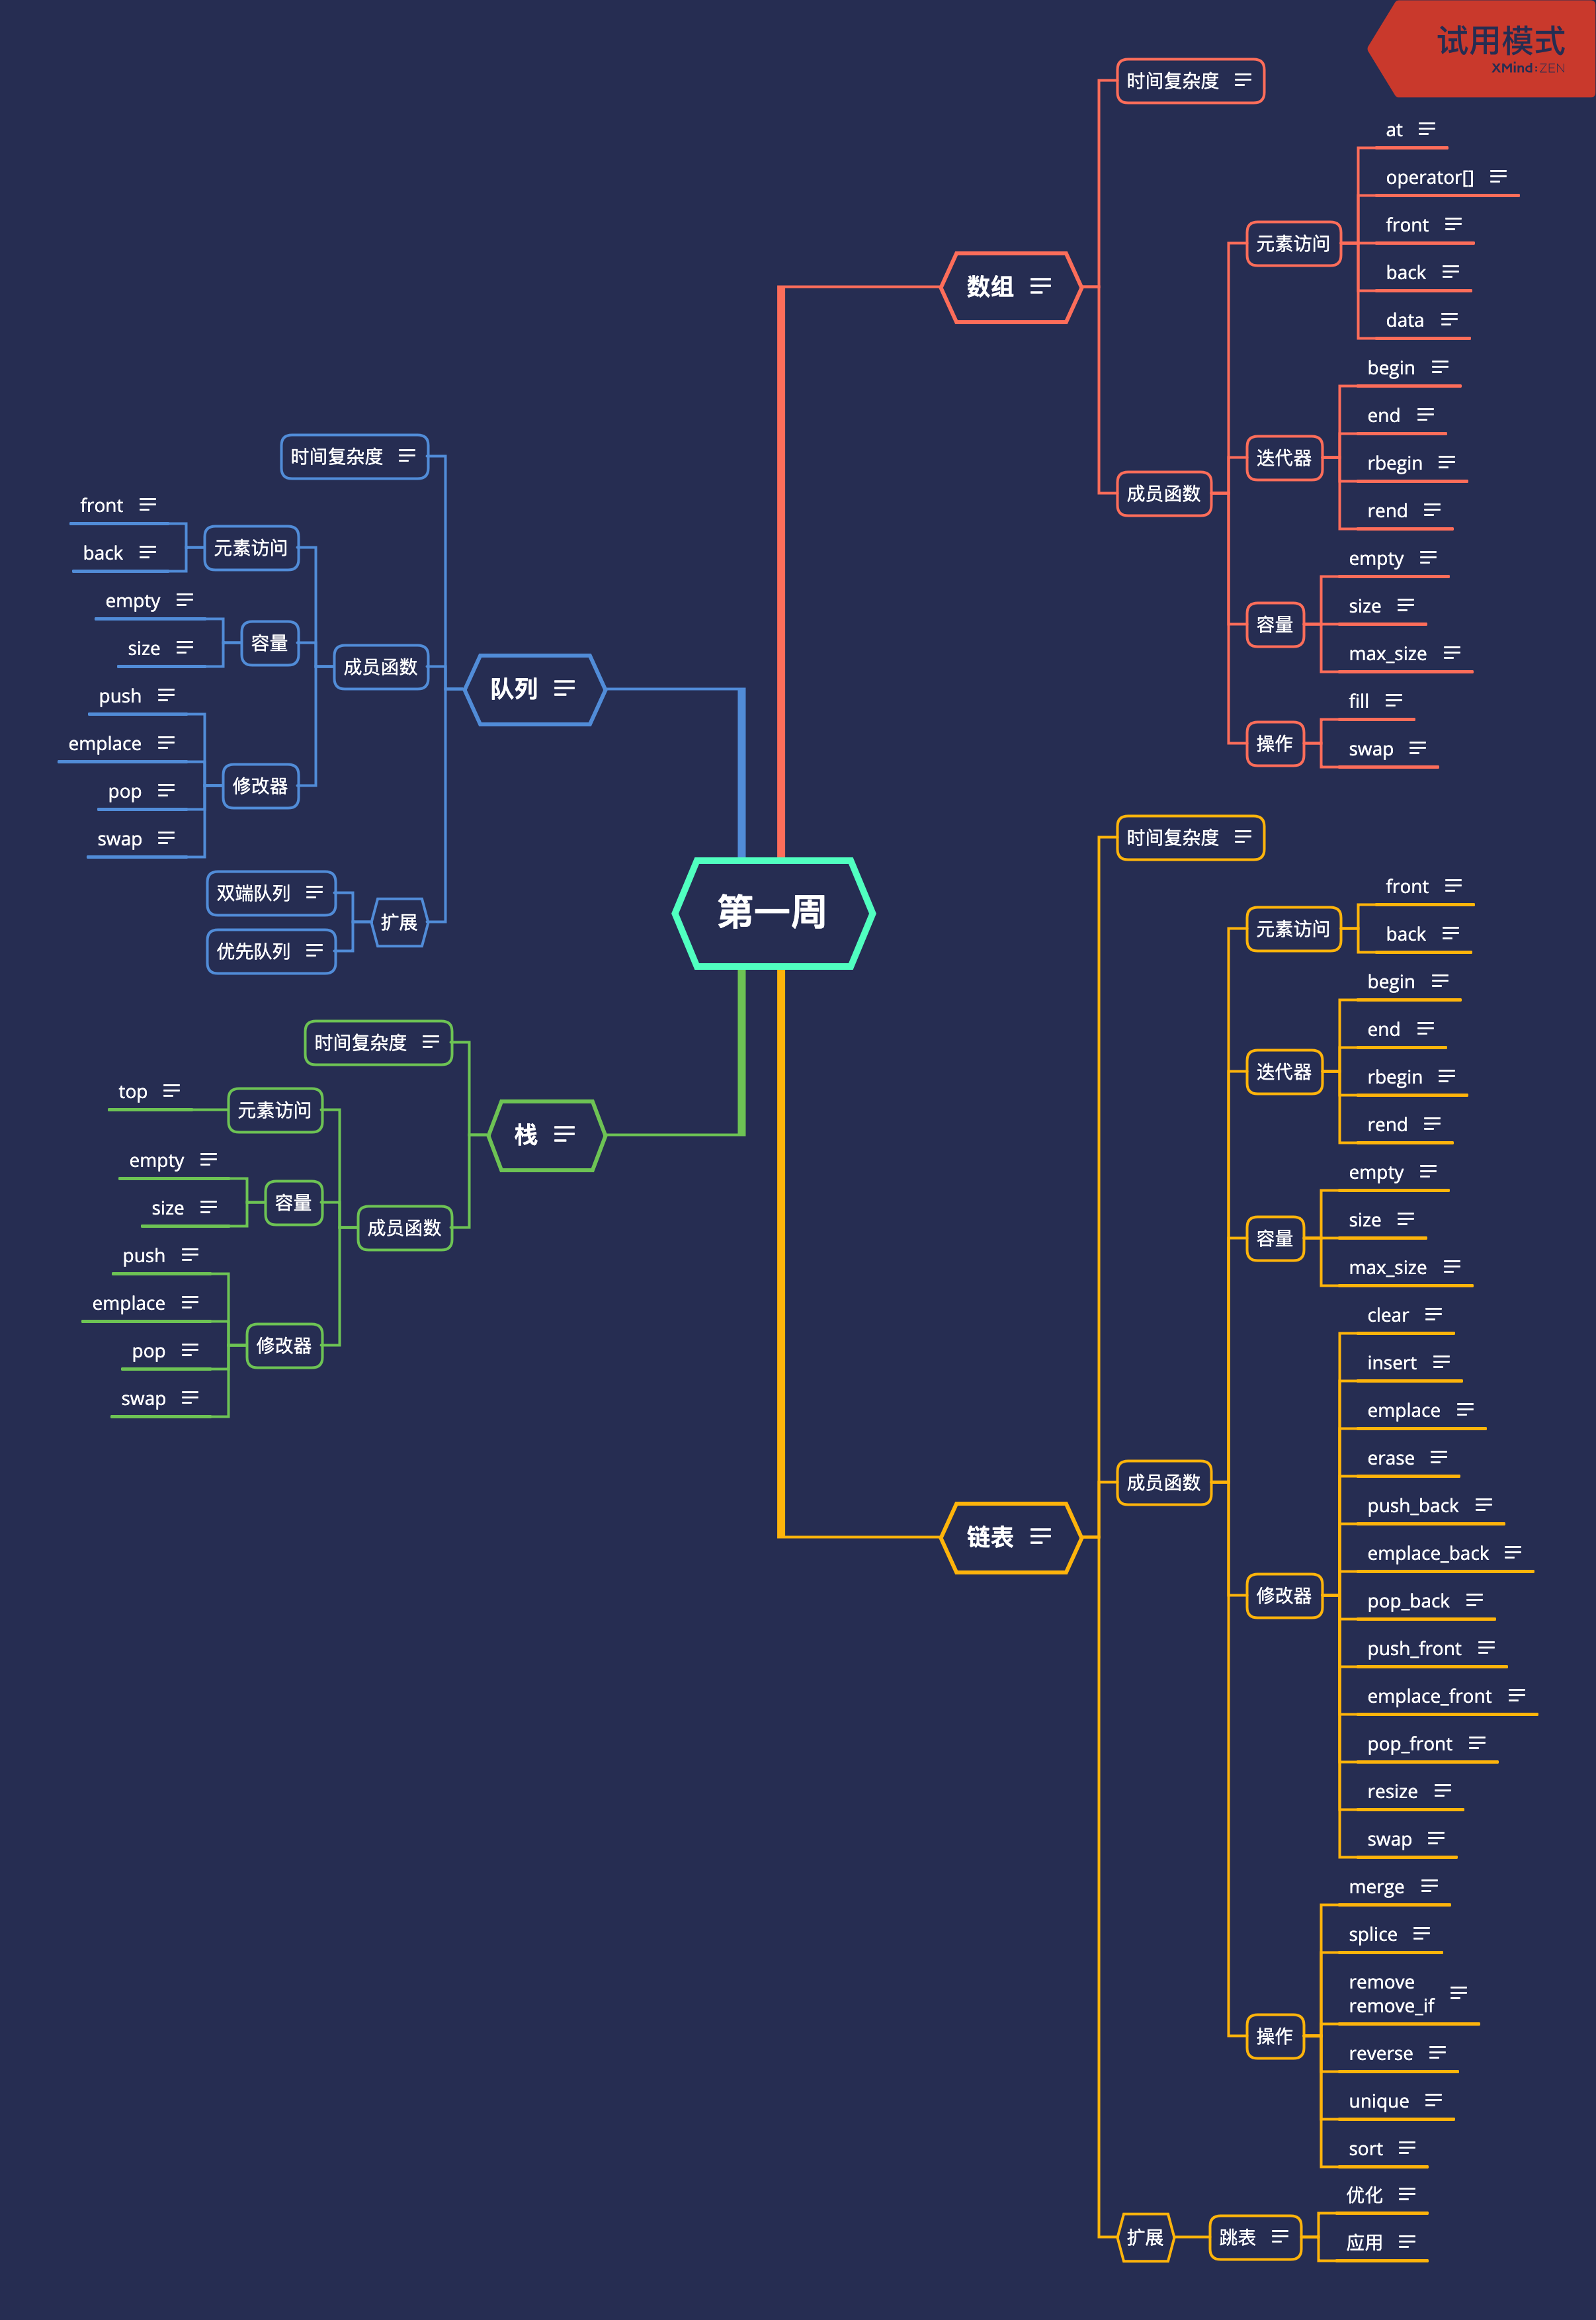 试用模式
XMind:ZEN
第一周
数组
时间复杂度
成员函数
元素访问
at
operator[]
front
back
data
迭代器
begin
end
rbegin
rend
容量
empty
size
max_size
操作
fill
swap
链表
时间复杂度
成员函数
元素访问
front
back
迭代器
begin
end
rbegin
rend
容量
empty
size
max_size
修改器
clear
insert
emplace
erase
push_back
emplace_back
pop_back
push_front
emplace_front
pop_front
resize
swap
操作
merge
splice
remove
remove_if
reverse
unique
sort
扩展
跳表
优化
应用
队列
时间复杂度
成员函数
元素访问
front
back
容量
empty
size
修改器
push
emplace
pop
swap
扩展
双端队列
优先队列
栈
时间复杂度
成员函数
元素访问
top
容量
empty
size
修改器
push
emplace
pop
swap